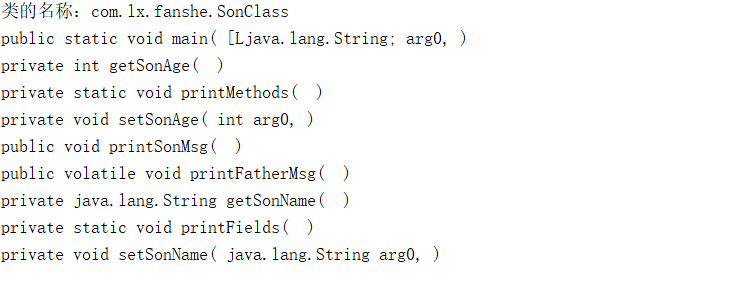 类的名称：com.lx.fanshe.SonClass
public static void main( [Ljava.lang.String; arg0, )
private int getSonAge(  )
private static void printMethods(  )
private void setSonAge( int arg0, )
public void printSonMsg(  )
public volatile void printFatherMsg(  )
private java.lang.String getSonName(  )
private static void printFields(  )
private void setSonName( java.lang.String arg0, )